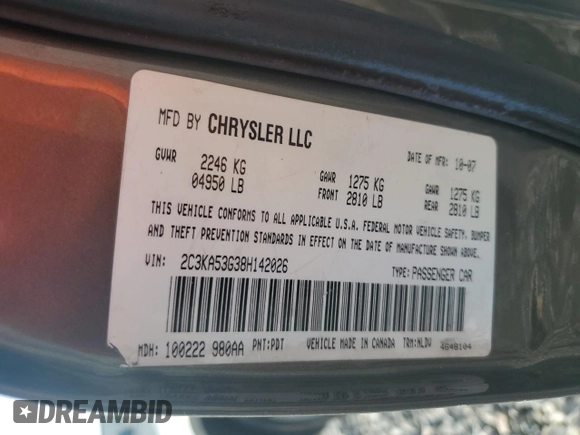 MFD BY CHRYSLER LLC
DATE OF MFR: 10-07
GVWR 2246 KG 04950 LB
GAWR FRONT 1275 KG 2810 LB
GAWR REAR 1275 KG 2810 LB
THIS VEHICLE CONFORMS TO ALL APPLICABLE U.S.A. FEDERAL MOTOR VEHICLE SAFETY, BUMPER
AND THEFT PREVENTION STANDARDS IN EFFECT ON THE DATE OF MANUFACTURE SHOWN ABOVE.
VIN: 2C3KA53G38H142026
TYPE: PASSENGER CAR
MDH: 100222 980AA PNT:PDT VEHICLE MADE IN CANADA TRM:NLDV 4648104
DREAMBID